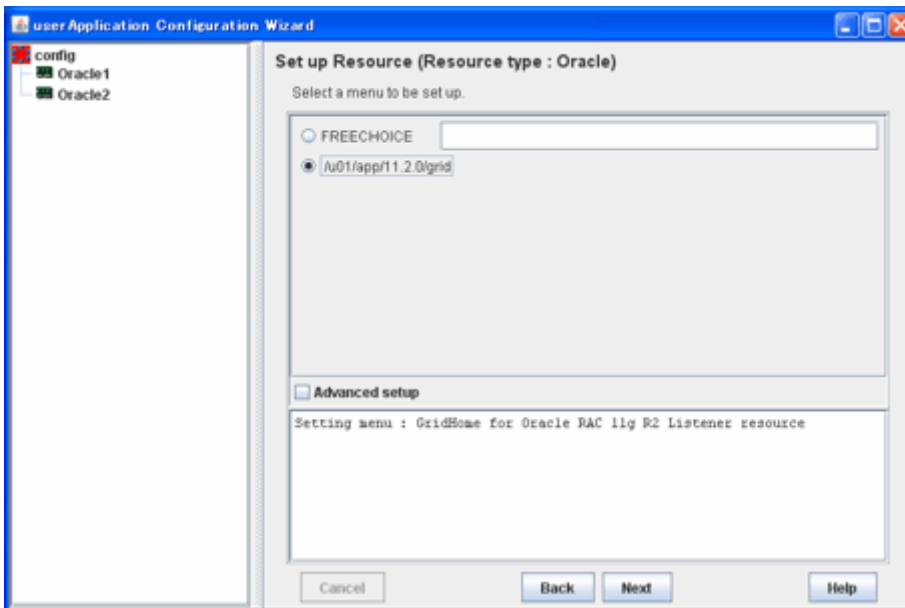 userApplication Configuration Wizard
config
Oracle1
Oracle2
Set up Resource (Resource type : Oracle)
Select a menu to be set up.
FREECHOICE
/u01/app/11.2.0/grid
Advanced setup
Setting menu : GridHome for Oracle RAC 11g R2 Listener resource
Cancel
Back
Next
Help